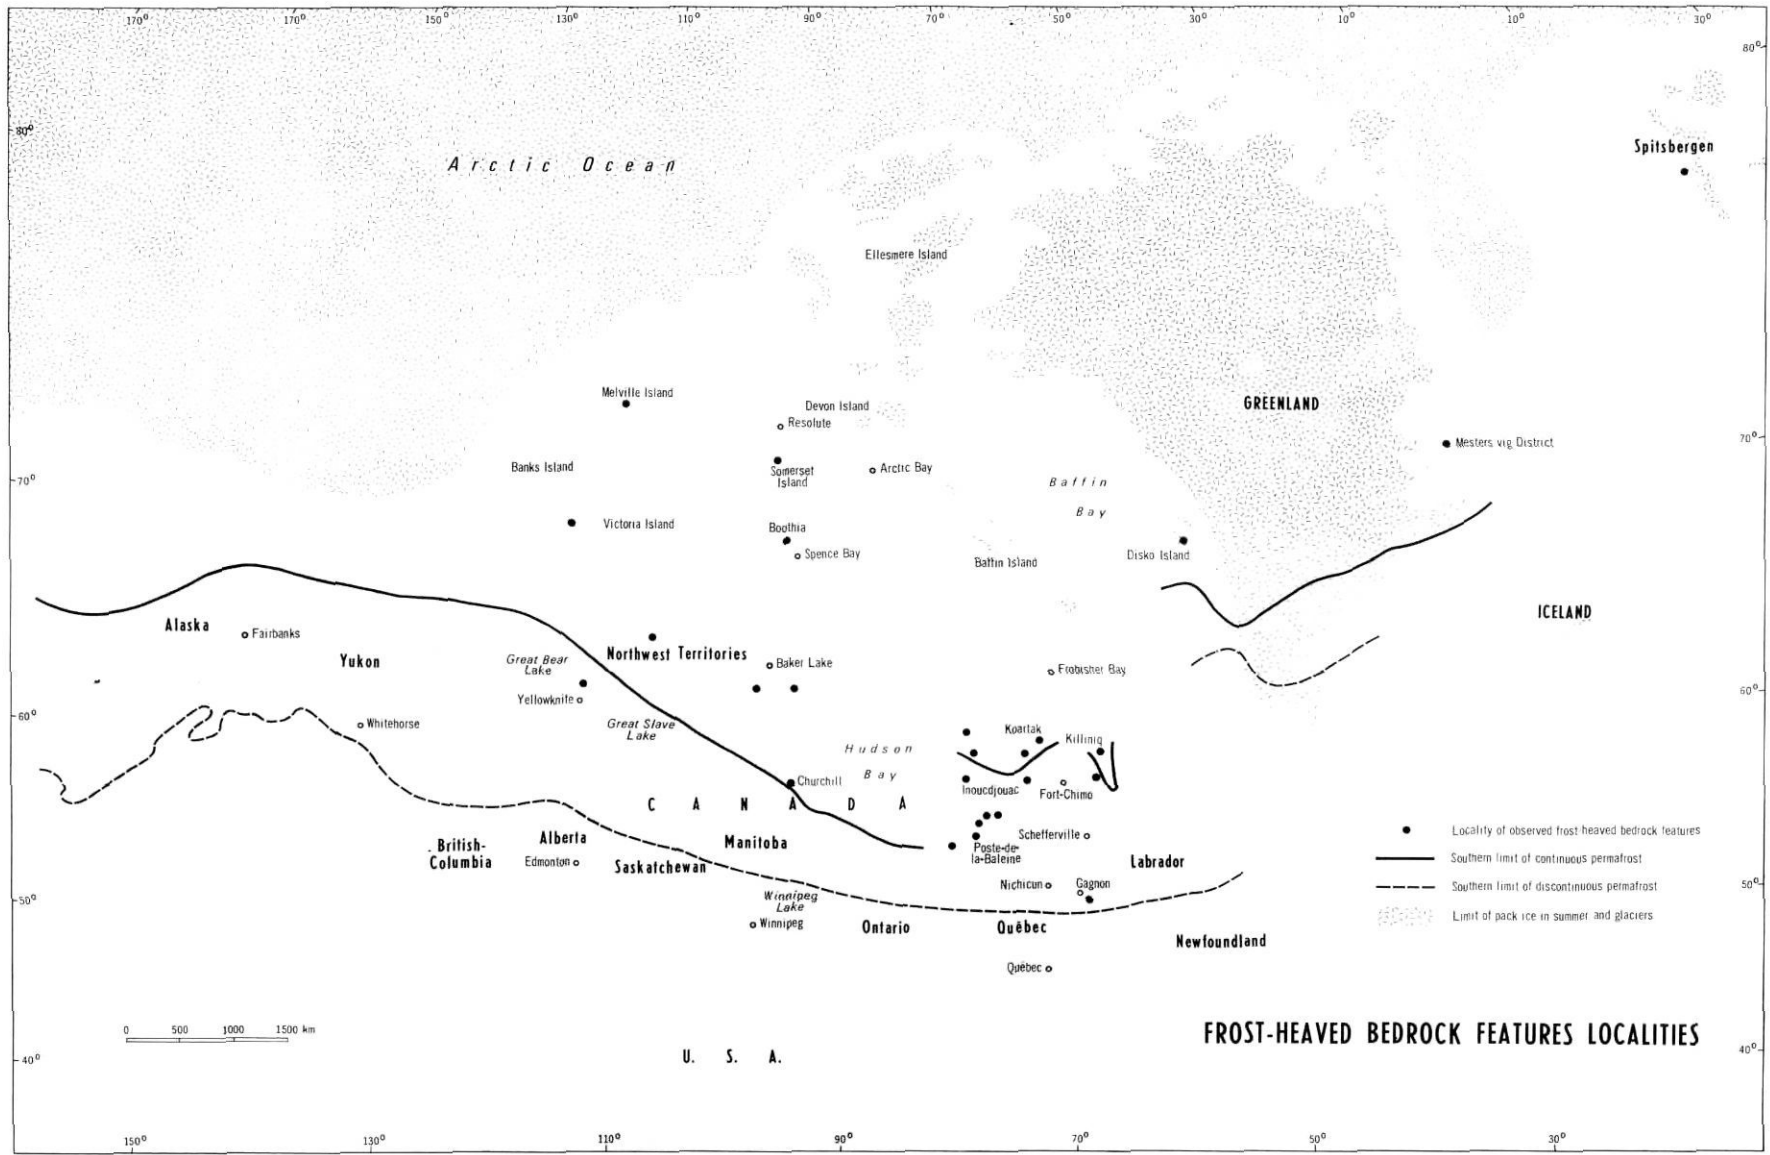 170° 170° 150° 130° 110° 90° 70° 50° 30° 10° 10° 30°
80°
80°
Arctic Ocean
Spitsbergen
Ellesmere Island
Melville Island
Devon Island
Resolute
GREENLAND
70°
Mesters vig District
Banks Island
Somerset
Island
Arctic Bay
70°
Baffin
Bay
Victoria Island
Boothia
Spence Bay
Baffin Island
Disko Island
ICELAND
Alaska
Fairbanks
Yukon
Great Bear
Lake
Northwest Territories
Baker Lake
Frobisher Bay
60°
Yellowknife
60°
Whitehorse
Great Slave
Lake
Hudson
Bay
Koartak
Killiniq
Churchill
Inoucdjouac
Fort-Chimo
CANADA
British-
Columbia
Alberta
Edmonton
Saskatchewan
Manitoba
Poste-de-
la-Baleine
Schefferville
Labrador
Nichicun
Gagnon
50°
50°
Winnipeg
Lake
Winnipeg
Ontario
Québec
Newfoundland
Québec
Locality of observed frost-heaved bedrock features
Southern limit of continuous permafrost
Southern limit of discontinuous permafrost
Limit of pack ice in summer and glaciers
0 500 1000 1500 km
FROST-HEAVED BEDROCK FEATURES LOCALITIES
40°
U. S. A.
40°
150° 130° 110° 90° 70° 50° 30°